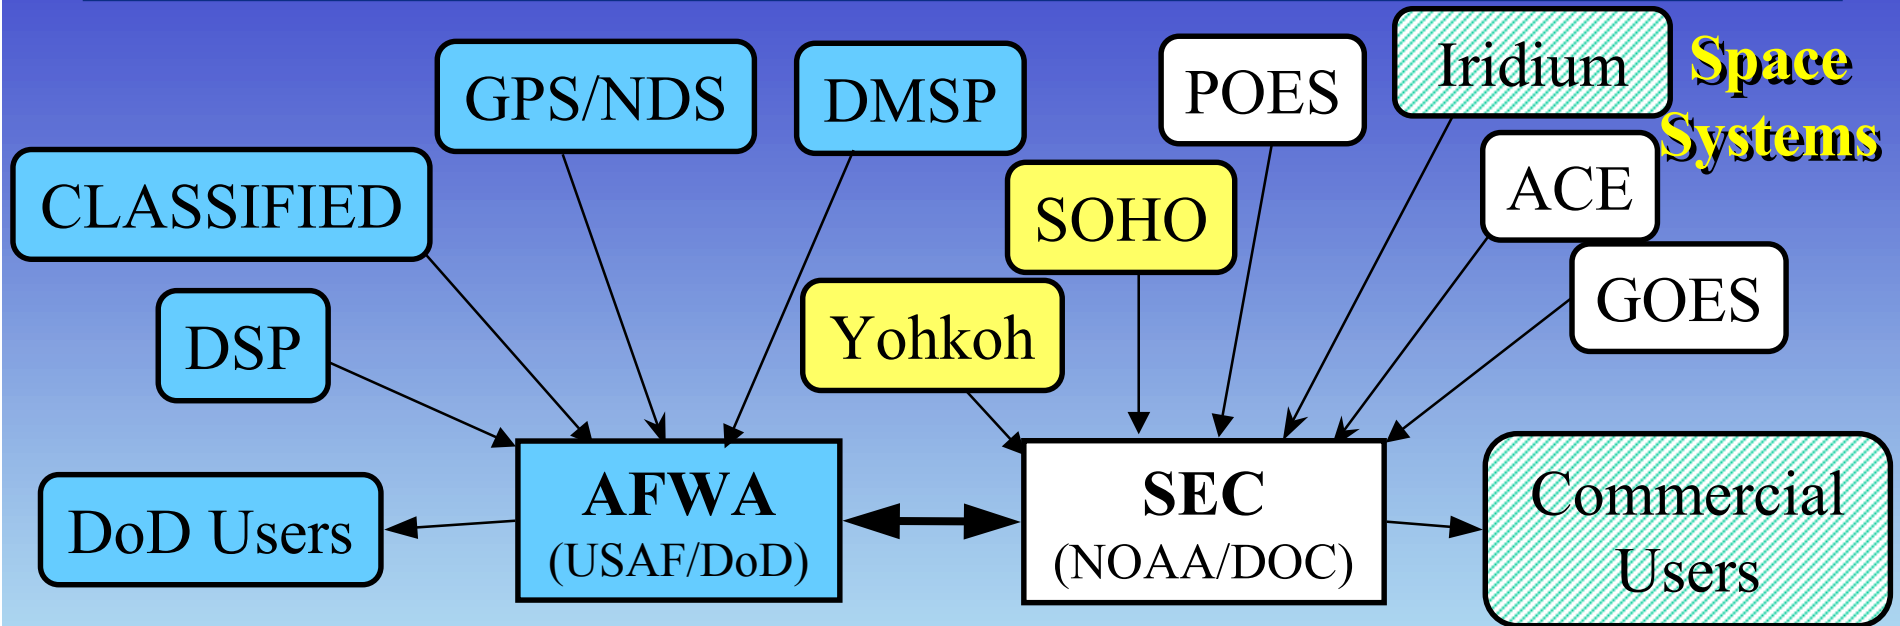 Iridium
Space
Systems
GPS/NDS
DMSP
POES
CLASSIFIED
SOHO
ACE
DSP
Yohkoh
GOES
DoD Users
AFWA
(USAF/DoD)
SEC
(NOAA/DOC)
Commercial
Users